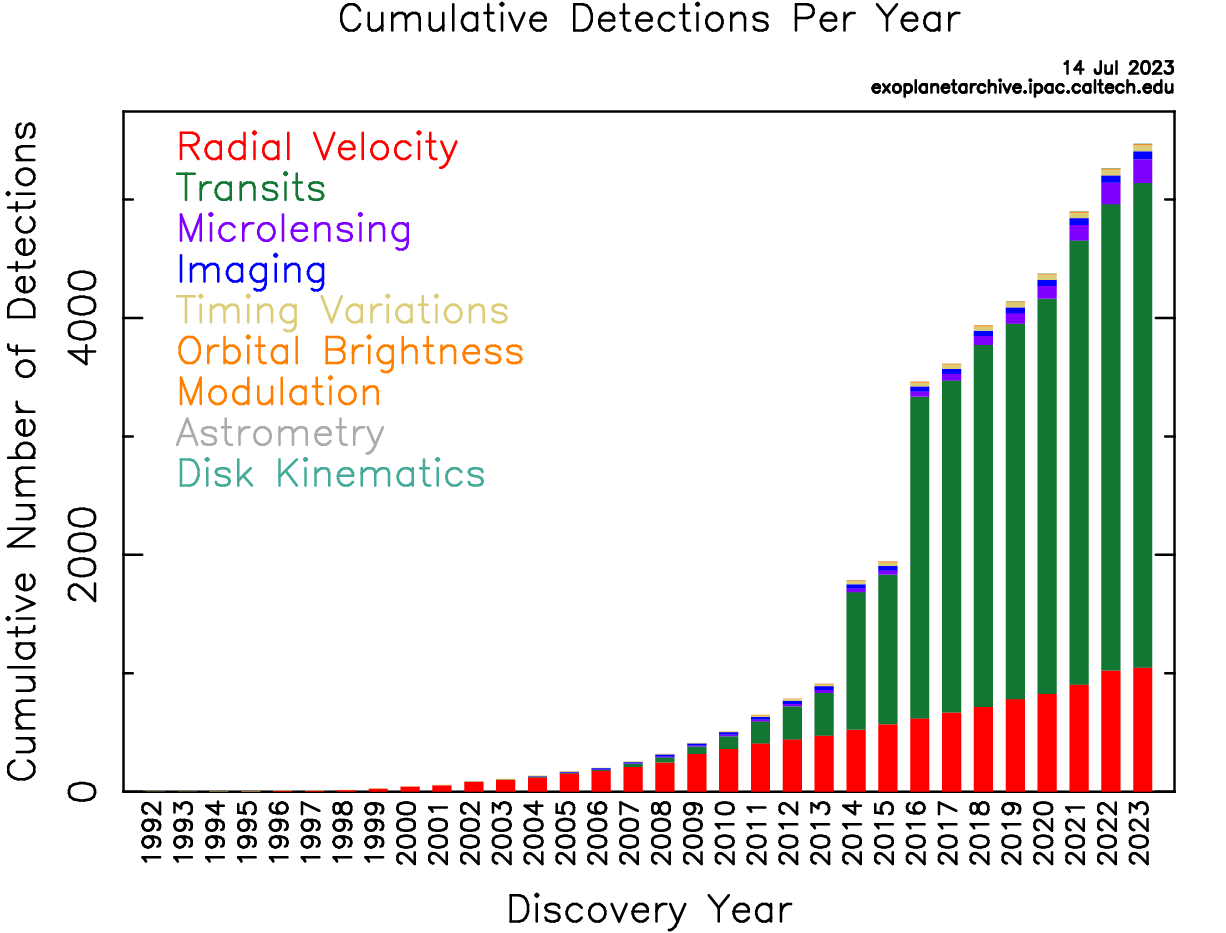 Cumulative Detections Per Year
14 Jul 2023
exoplanetarchive.ipac.caltech.edu
Radial Velocity
Transits
Microlensing
Imaging
Timing Variations
Orbital Brightness
Modulation
Astrometry
Disk Kinematics
Cumulative Number of Detections
4000
2000
0
1992 1993 1994 1995 1996 1997 1998 1999 2000 2001 2002 2003 2004 2005 2006 2007 2008 2009 2010 2011 2012 2013 2014 2015 2016 2017 2018 2019 2020 2021 2022 2023
Discovery Year